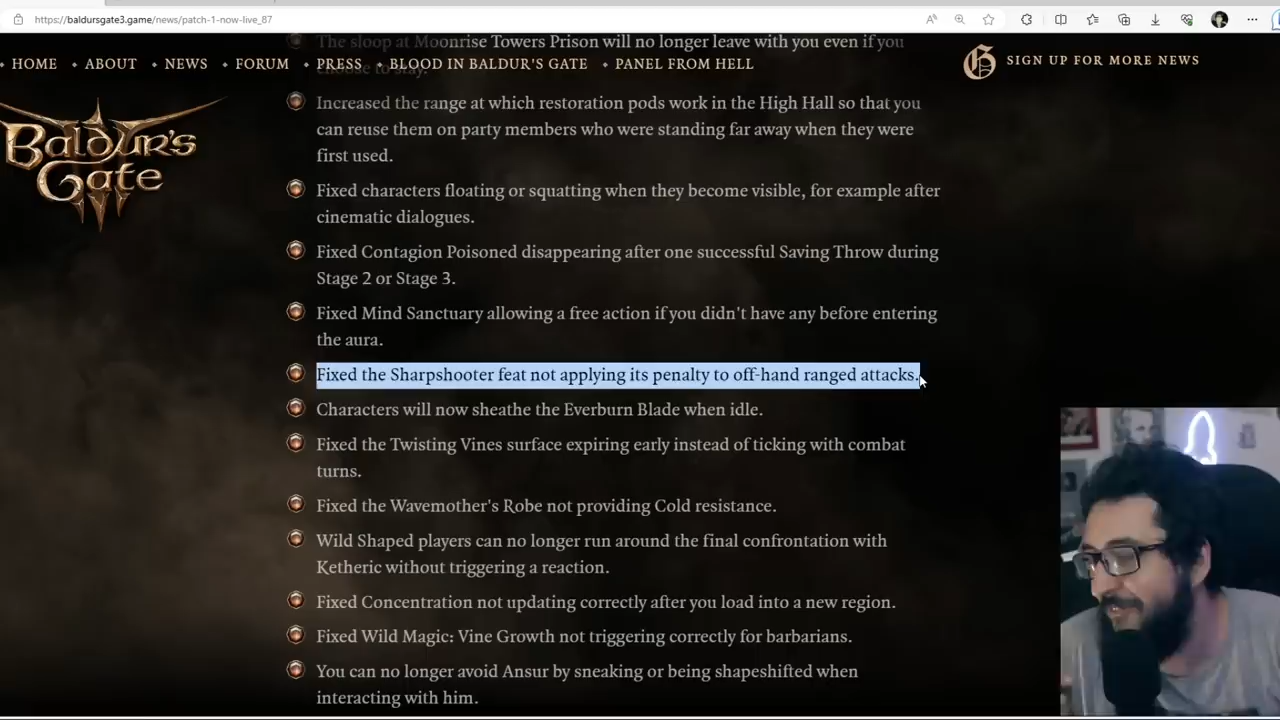 https://baldursgate3.game/news/patch-1-now-live_87
The sloop at Moonrise Towers Prison will no longer leave with you even if you
choose to stay.
HOME
ABOUT
NEWS
FORUM
PRESS
BLOOD IN BALDUR'S GATE
PANEL FROM HELL
SIGN UP FOR MORE NEWS
BALDUR'S
GATE
Increased the range at which restoration pods work in the High Hall so that you
can reuse them on party members who were standing far away when they were
first used.
Fixed characters floating or squatting when they become visible, for example after
cinematic dialogues.
Fixed Contagion Poisoned disappearing after one successful Saving Throw during
Stage 2 or Stage 3.
Fixed Mind Sanctuary allowing a free action if you didn't have any before entering
the aura.
Fixed the Sharpshooter feat not applying its penalty to off-hand ranged attacks.
Characters will now sheathe the Everburn Blade when idle.
Fixed the Twisting Vines surface expiring early instead of ticking with combat
turns.
Fixed the Wavemother's Robe not providing Cold resistance.
Wild Shaped players can no longer run around the final confrontation with
Ketheric without triggering a reaction.
Fixed Concentration not updating correctly after you load into a new region.
Fixed Wild Magic: Vine Growth not triggering correctly for barbarians.
You can no longer avoid Ansur by sneaking or being shapeshifted when
interacting with him.